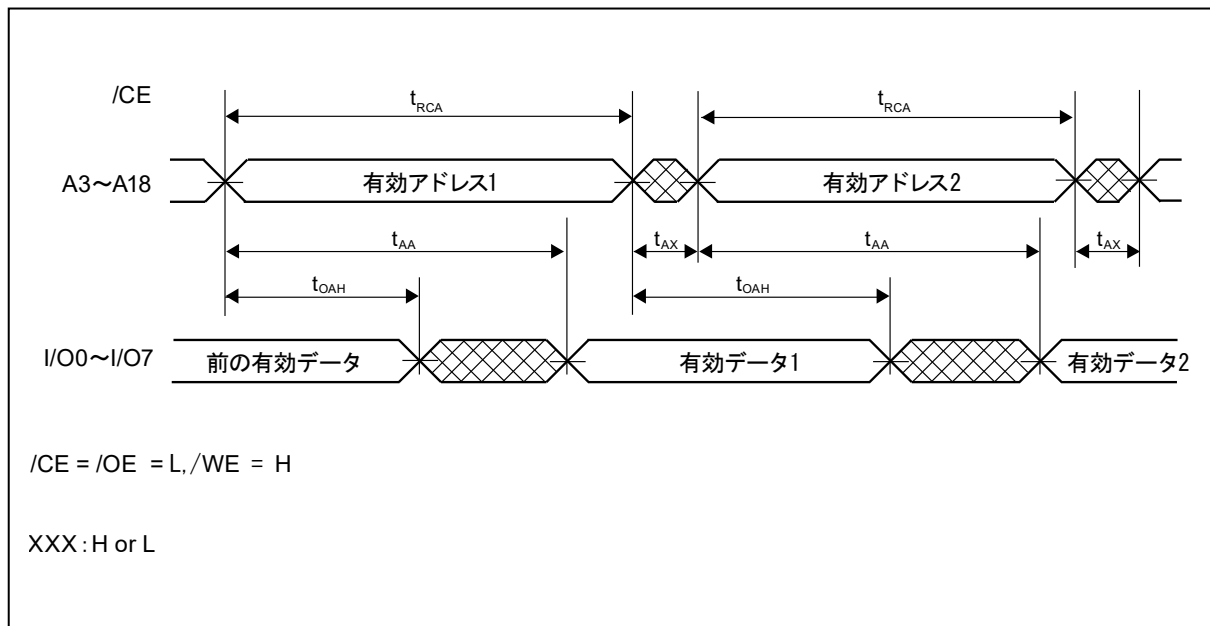 /CE
t_RCA t_RCA
A3～A18 有効アドレス1 有効アドレス2
t_AA t_AX t_AA t_AX
t_OAH t_OAH
I/O0～I/O7 前の有効データ 有効データ1 有効データ2
/CE = /OE = L, /WE = H
XXX : H or L